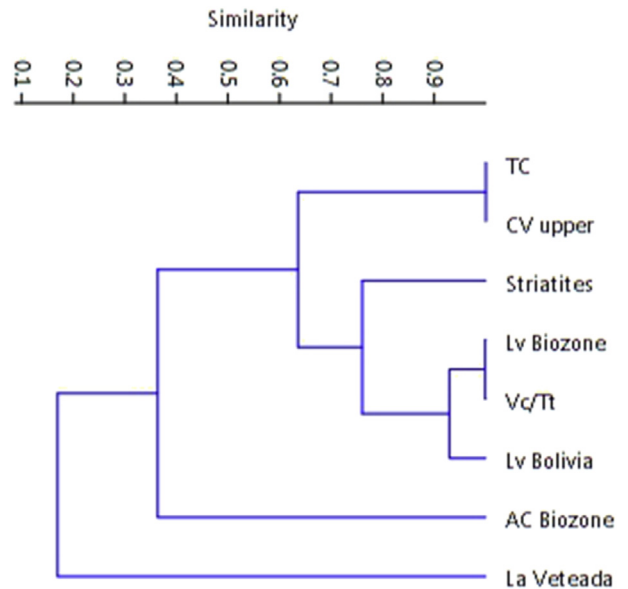 Similarity
0.1 0.2 0.3 0.4 0.5 0.6 0.7 0.8 0.9
TC
CV upper
Striatites
Lv Biozone
Vc/Tt
Lv Bolivia
AC Biozone
La Veteada